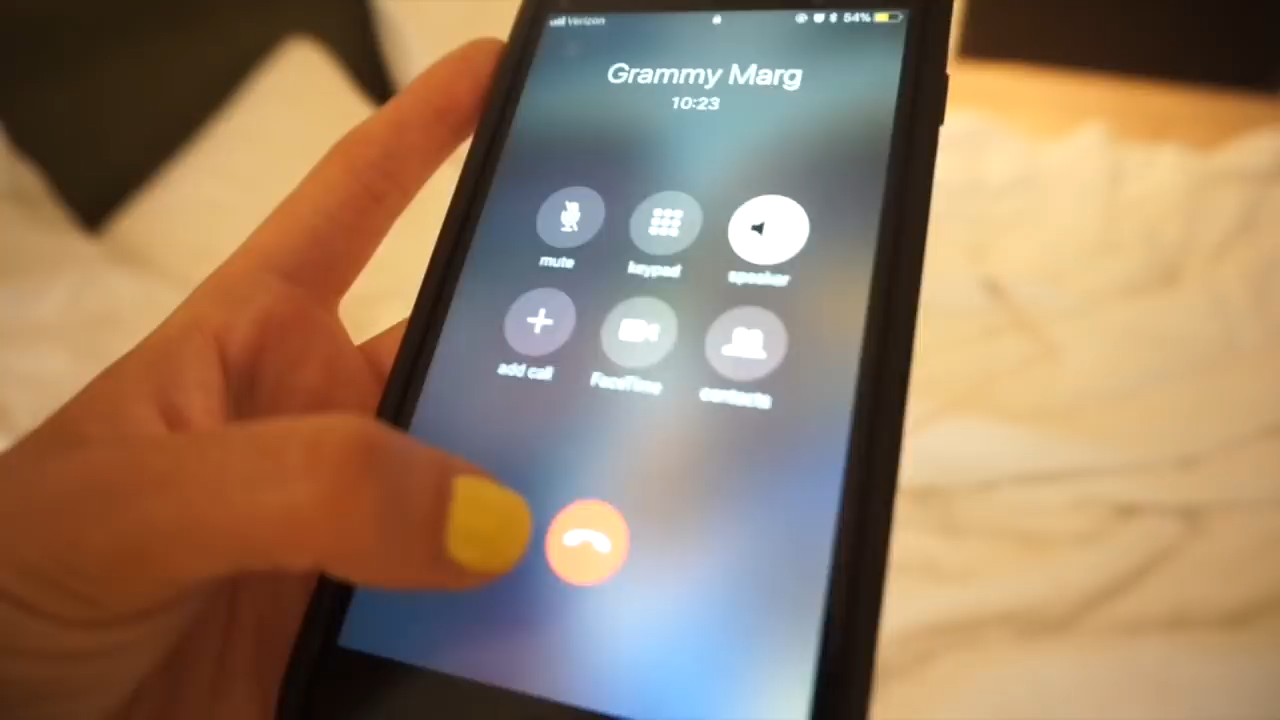 Verizon 54%
Grammy Marg
10:23
mute keypad speaker
add call FaceTime contacts